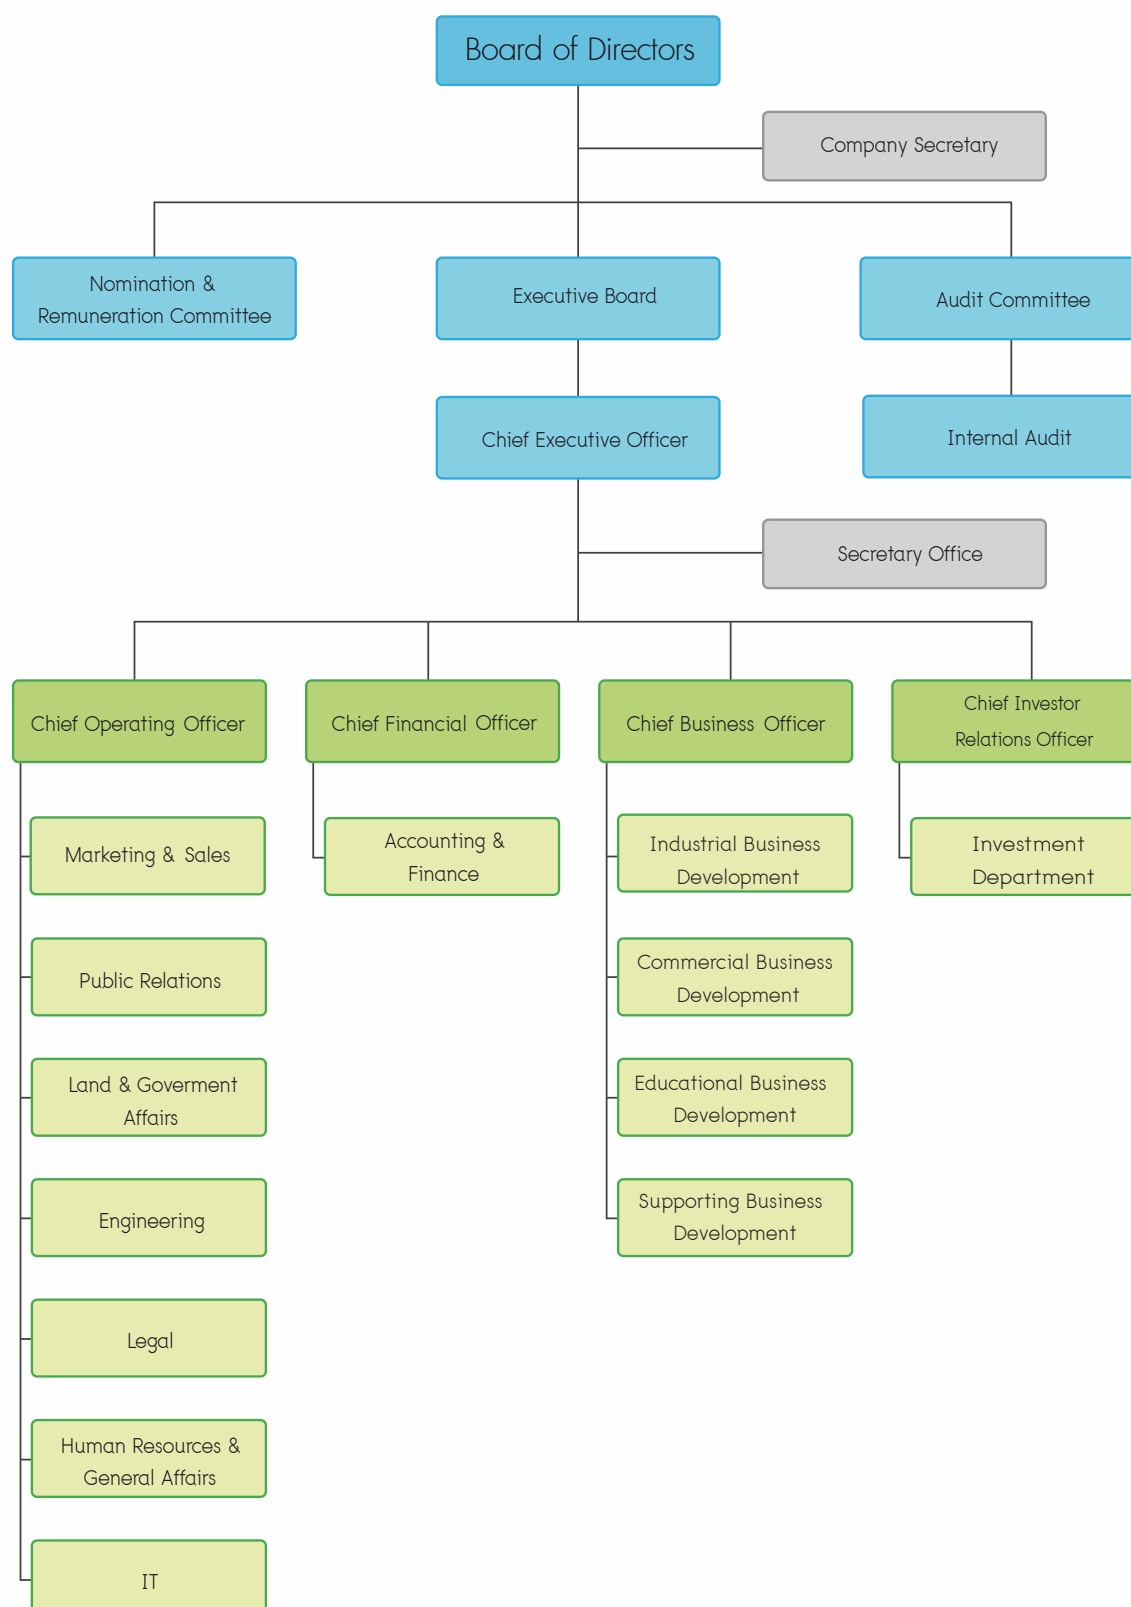 Board of Directors
Company Secretary
Nomination &
Remuneration Committee
Executive Board
Audit Committee
Chief Executive Officer
Internal Audit
Secretary Office
Chief Operating Officer
Chief Financial Officer
Chief Business Officer
Chief Investor
Relations Officer
Marketing & Sales
Public Relations
Land & Goverment
Affairs
Engineering
Legal
Human Resources &
General Affairs
IT
Accounting &
Finance
Industrial Business
Development
Commercial Business
Development
Educational Business
Development
Supporting Business
Development
Investment
Department